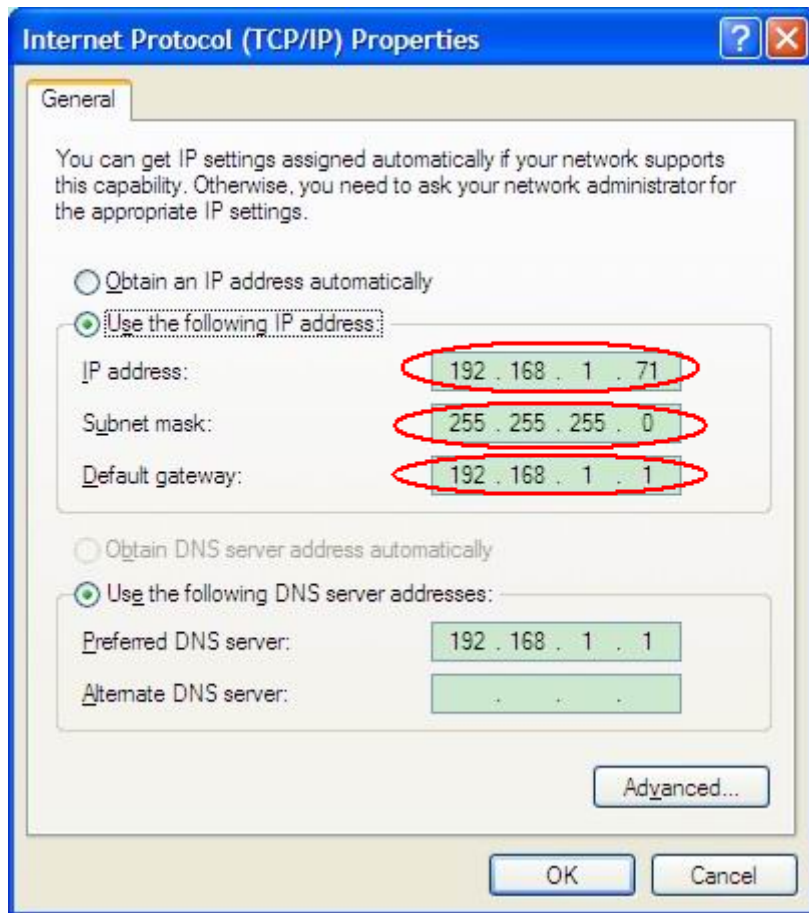 Internet Protocol (TCP/IP) Properties
General
You can get IP settings assigned automatically if your network supports
this capability. Otherwise, you need to ask your network administrator for
the appropriate IP settings.
Obtain an IP address automatically
Use the following IP address:
IP address: 192 . 168 . 1 . 71
Subnet mask: 255 . 255 . 255 . 0
Default gateway: 192 . 168 . 1 . 1
Obtain DNS server address automatically
Use the following DNS server addresses:
Preferred DNS server: 192 . 168 . 1 . 1
Alternate DNS server: . . .
Advanced...
OK Cancel